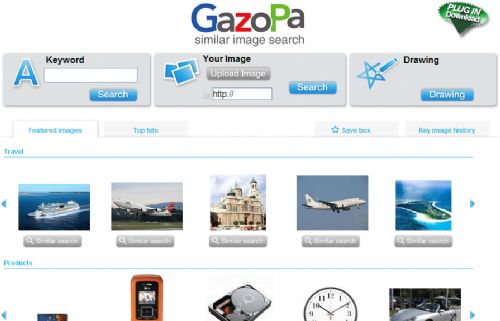 GazoPa
similar image search
PLUG IN
Download
Keyword
Search
Your Image
Upload Image
or http://
Search
Drawing
Drawing
Featured images
Top hits
Save box
Key image history
Travel
Similar search
Similar search
Similar search
Similar search
Similar search
Products